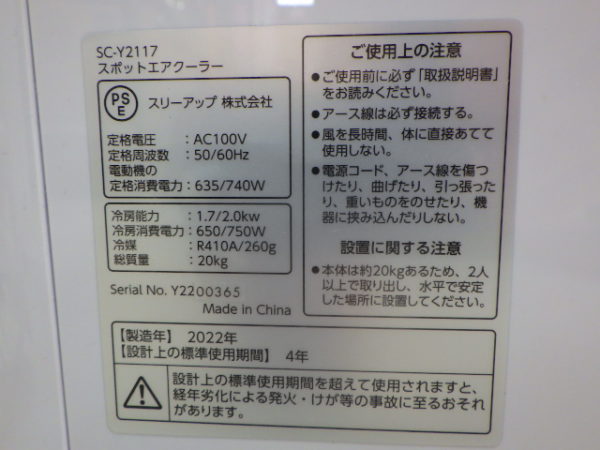 SC-Y2117
スポットエアクーラー
PS
E
スリーアップ 株式会社
定格電圧 : AC100V
定格周波数 : 50/60Hz
電動機の
定格消費電力 : 635/740W
冷房能力 : 1.7/2.0kw
冷房消費電力 : 650/750W
冷媒 : R410A/260g
総質量 : 20kg
Serial No. Y2200365
Made in China
ご使用上の注意
●ご使用前に必ず「取扱説明書」
をお読みください。
●アース線は必ず接続する。
●風を長時間、体に直接あてて
使用しない。
●電源コード、アース線を傷つ
けたり、曲げたり、引っ張った
り、重いものをのせたり、機
器に挟み込んだりしない。
設置に関する注意
●本体は約20kgあるため、2人
以上で取り出し、水平で安定
した場所に設置してください。
【製造年】 2022年
【設計上の標準使用期間】 4年
設計上の標準使用期間を超えて使用されますと、
経年劣化による発火・けが等の事故に至るおそれ
があります。